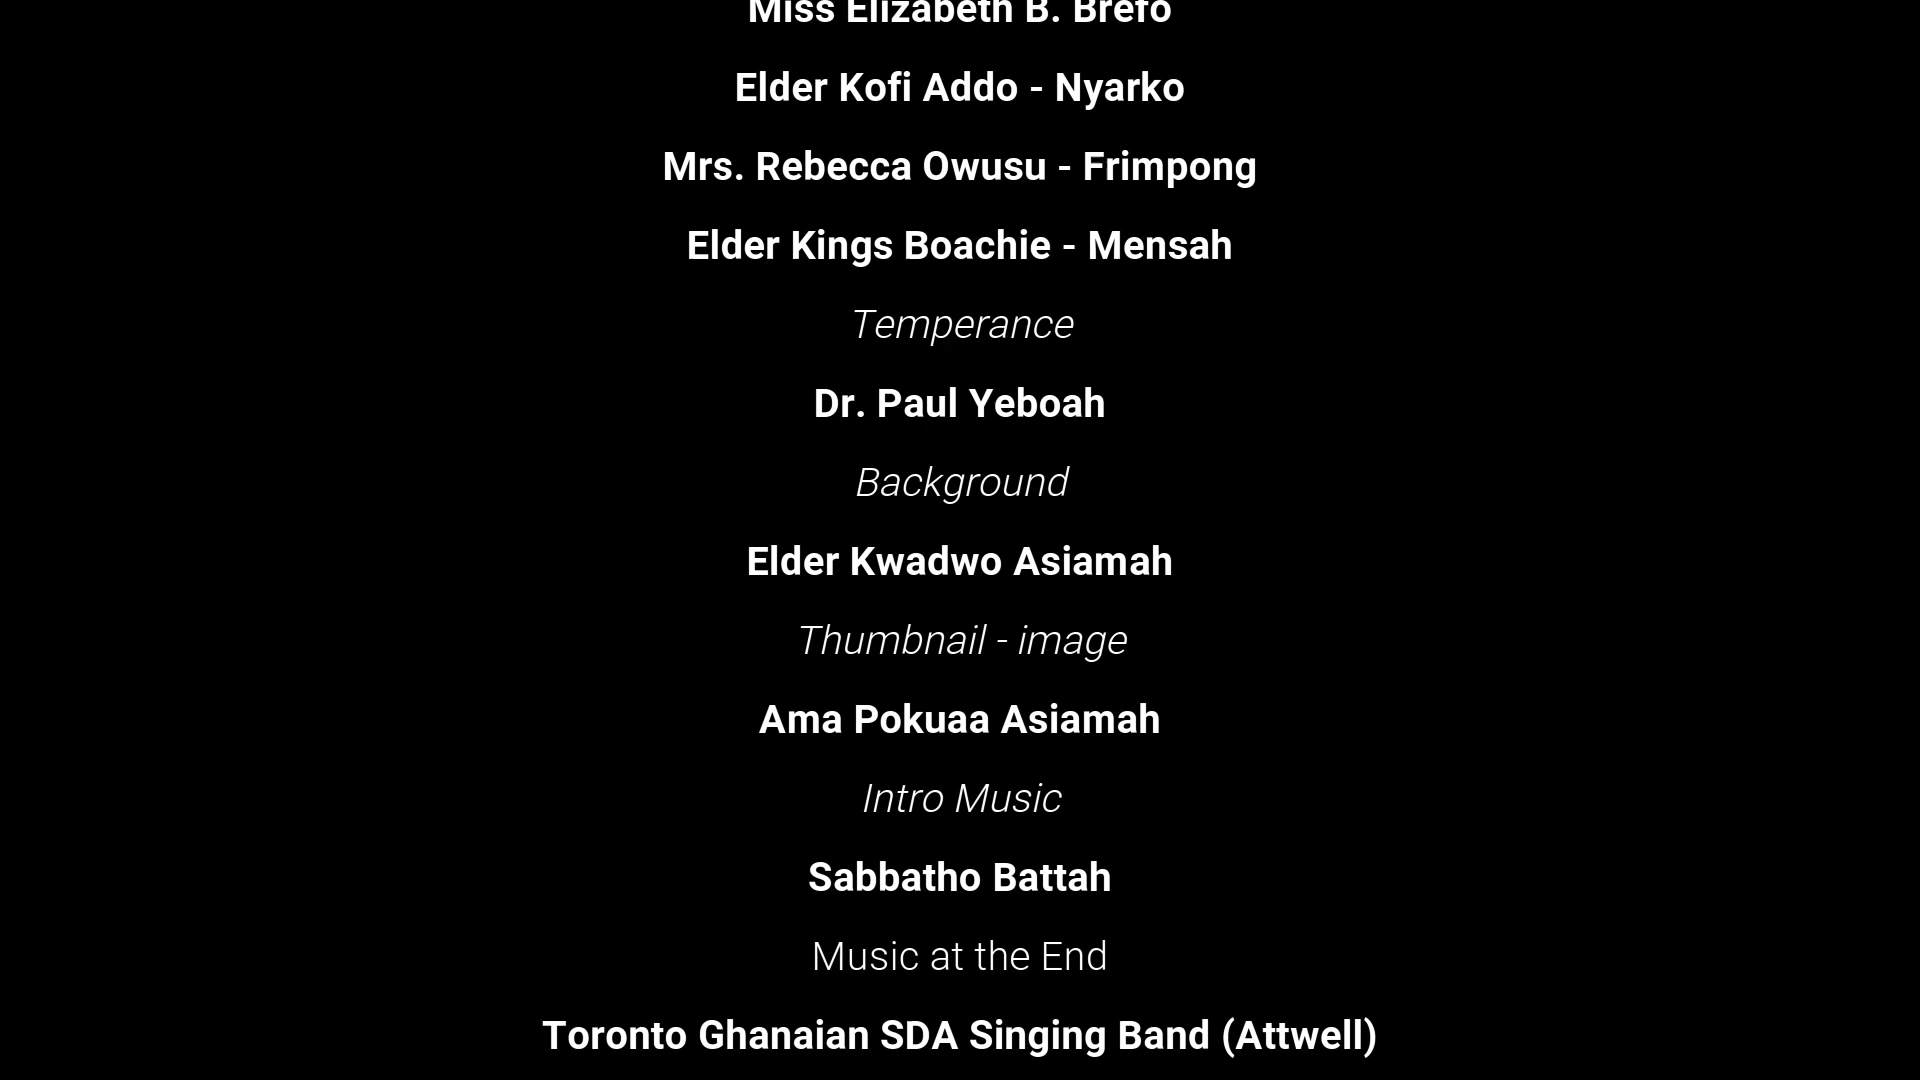 Miss Elizabeth B. Brefo
Elder Kofi Addo - Nyarko
Mrs. Rebecca Owusu - Frimpong
Elder Kings Boachie - Mensah
Temperance
Dr. Paul Yeboah
Background
Elder Kwadwo Asiamah
Thumbnail - image
Ama Pokuaa Asiamah
Intro Music
Sabbatho Battah
Music at the End
Toronto Ghanaian SDA Singing Band (Attwell)